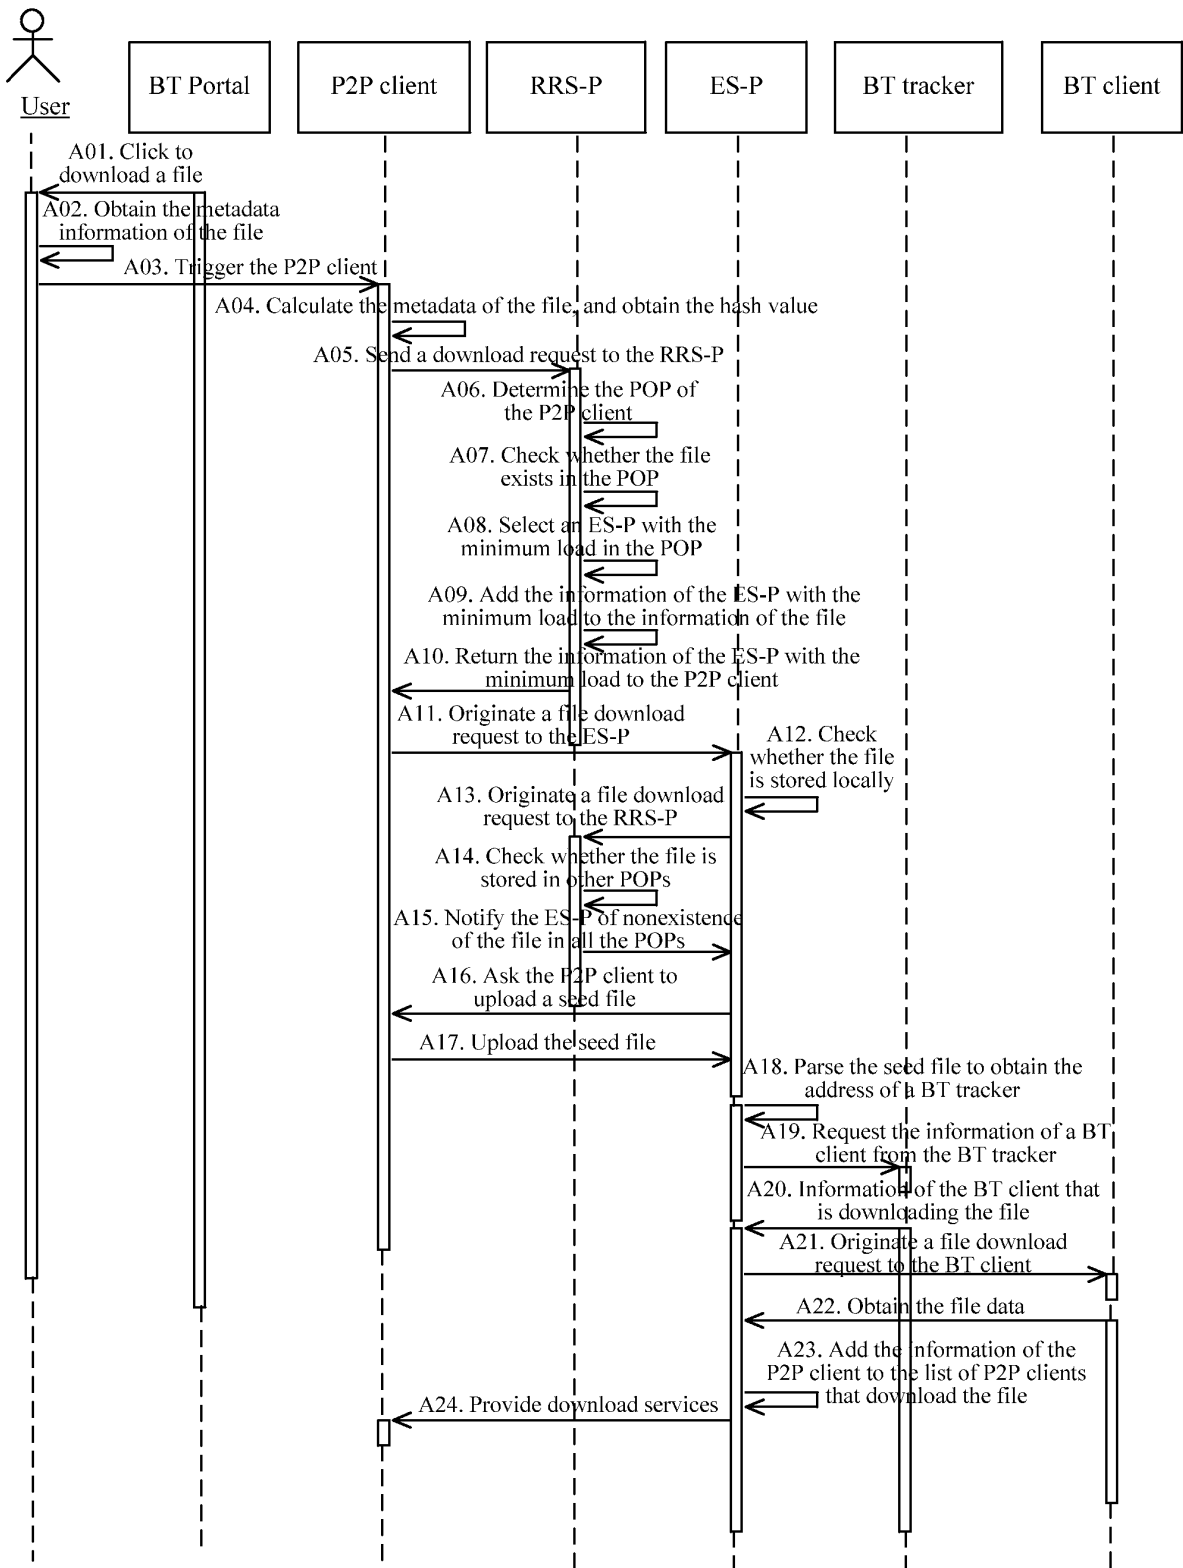 User
BT Portal
P2P client
RRS-P
ES-P
BT tracker
BT client
A01. Click to
download a file
A02. Obtain the metadata
information of the file
A03. Trigger the P2P client
A04. Calculate the metadata of the file, and obtain the hash value
A05. Send a download request to the RRS-P
A06. Determine the POP of
the P2P client
A07. Check whether the file
exists in the POP
A08. Select an ES-P with the
minimum load in the POP
A09. Add the information of the ES-P with the
minimum load to the information of the file
A10. Return the information of the ES-P with the
minimum load to the P2P client
A11. Originate a file download
request to the ES-P
A12. Check
whether the file
is stored locally
A13. Originate a file download
request to the RRS-P
A14. Check whether the file is
stored in other POPs
A15. Notify the ES-P of nonexistence
of the file in all the POPs
A16. Ask the P2P client to
upload a seed file
A17. Upload the seed file
A18. Parse the seed file to obtain the
address of a BT tracker
A19. Request the information of a BT
client from the BT tracker
A20. Information of the BT client that
is downloading the file
A21. Originate a file download
request to the BT client
A22. Obtain the file data
A23. Add the information of the
P2P client to the list of P2P clients
that download the file
A24. Provide download services